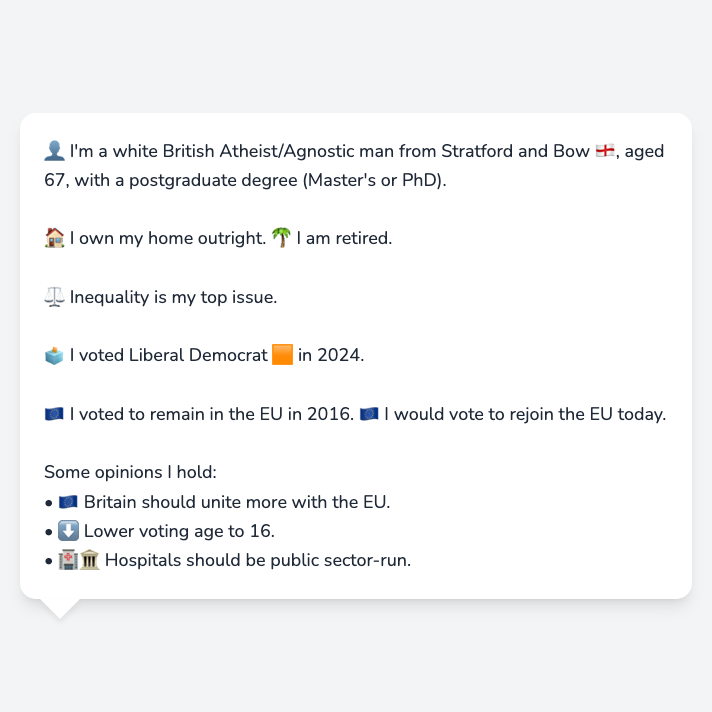 👤 I'm a white British Atheist/Agnostic man from Stratford and Bow 🏴󠁧󠁢󠁥󠁮󠁧󠁿, aged
67, with a postgraduate degree (Master's or PhD).
🏠 I own my home outright. 🌴 I am retired.
⚖️ Inequality is my top issue.
🗳️ I voted Liberal Democrat 🟧 in 2024.
🇪🇺 I voted to remain in the EU in 2016. 🇪🇺 I would vote to rejoin the EU today.
Some opinions I hold:
• 🇪🇺 Britain should unite more with the EU.
• ⬇️ Lower voting age to 16.
• 🏥🏛️ Hospitals should be public sector-run.